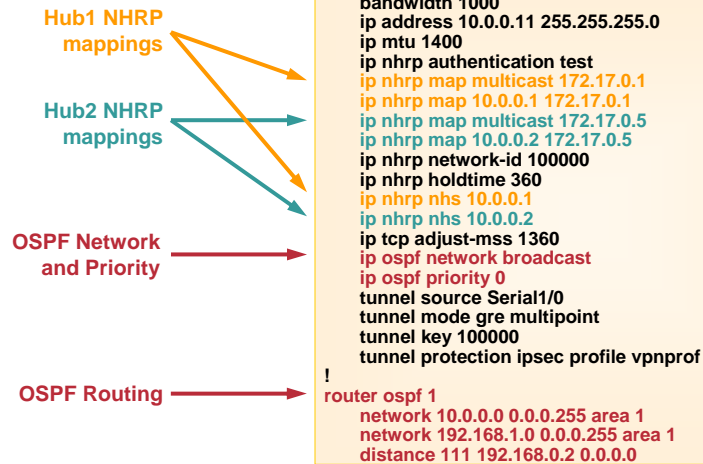 Hub1 NHRP
mappings
Hub2 NHRP
mappings
OSPF Network
and Priority
OSPF Routing
bandwidth 1000
ip address 10.0.0.11 255.255.255.0
ip mtu 1400
ip nhrp authentication test
ip nhrp map multicast 172.17.0.1
ip nhrp map 10.0.0.1 172.17.0.1
ip nhrp map multicast 172.17.0.5
ip nhrp map 10.0.0.2 172.17.0.5
ip nhrp network-id 100000
ip nhrp holdtime 360
ip nhrp nhs 10.0.0.1
ip nhrp nhs 10.0.0.2
ip tcp adjust-mss 1360
ip ospf network broadcast
ip ospf priority 0
tunnel source Serial1/0
tunnel mode gre multipoint
tunnel key 100000
tunnel protection ipsec profile vpnprof
!
router ospf 1
network 10.0.0.0 0.0.0.255 area 1
network 192.168.1.0 0.0.0.255 area 1
distance 111 192.168.0.2 0.0.0.0